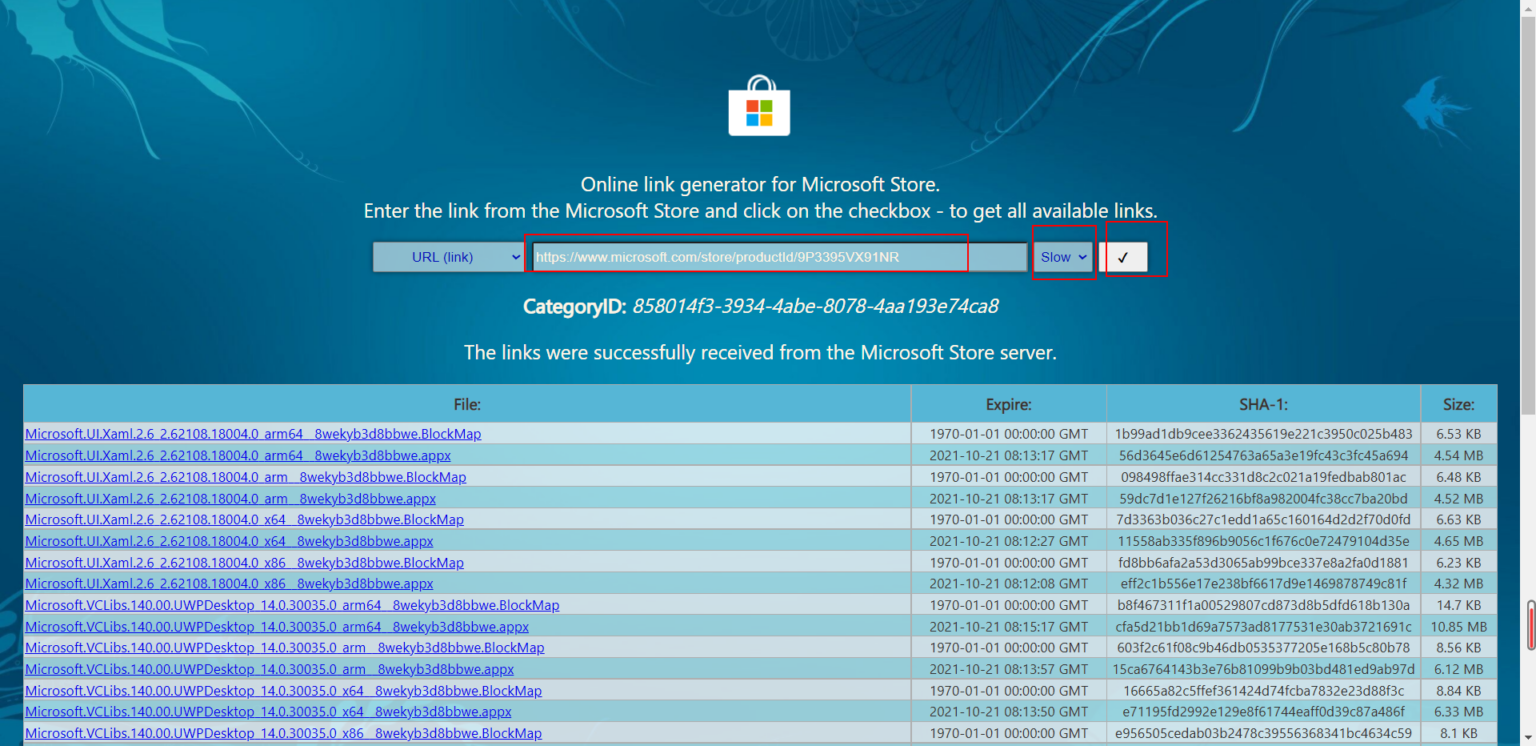 Online link generator for Microsoft Store.
Enter the link from the Microsoft Store and click on the checkbox - to get all available links.
URL (link) https://www.microsoft.com/store/productId/9P3395VX91NR Slow ✓
CategoryID: 858014f3-3934-4abe-8078-4aa193e74ca8
The links were successfully received from the Microsoft Store server.
File: Expire: SHA-1: Size:
Microsoft.UI.Xaml.2.6_2.62108.18004.0_arm64__8wekyb3d8bbwe.BlockMap 1970-01-01 00:00:00 GMT 1b99ad1db9cee3362435619e221c3950c025b483 6.53 KB
Microsoft.UI.Xaml.2.6_2.62108.18004.0_arm64__8wekyb3d8bbwe.appx 2021-10-21 08:13:17 GMT 56d3645e6d61254763a65a3e19fc43c3fc45a694 4.54 MB
Microsoft.UI.Xaml.2.6_2.62108.18004.0_arm__8wekyb3d8bbwe.BlockMap 1970-01-01 00:00:00 GMT 098498ffae314cc331d8c2c021a19fedbab801ac 6.48 KB
Microsoft.UI.Xaml.2.6_2.62108.18004.0_arm__8wekyb3d8bbwe.appx 2021-10-21 08:13:17 GMT 59dc7d1e127f26216bf8a982004fc38cc7ba20bd 4.52 MB
Microsoft.UI.Xaml.2.6_2.62108.18004.0_x64__8wekyb3d8bbwe.BlockMap 1970-01-01 00:00:00 GMT 7d3363b036c27c1edd1a65c160164d2d2f70d0fd 6.63 KB
Microsoft.UI.Xaml.2.6_2.62108.18004.0_x64__8wekyb3d8bbwe.appx 2021-10-21 08:12:27 GMT 11558ab335f896b9056c1f676c0e72479104d35e 4.65 MB
Microsoft.UI.Xaml.2.6_2.62108.18004.0_x86__8wekyb3d8bbwe.BlockMap 1970-01-01 00:00:00 GMT fd8bb6afa2a53d3065ab99bce337e8a2fa0d1881 6.23 KB
Microsoft.UI.Xaml.2.6_2.62108.18004.0_x86__8wekyb3d8bbwe.appx 2021-10-21 08:12:08 GMT eff2c1b556e17e238bf6617d9e1469878749c81f 4.32 MB
Microsoft.VCLibs.140.00.UWPDesktop_14.0.30035.0_arm64__8wekyb3d8bbwe.BlockMap 1970-01-01 00:00:00 GMT b8f467311f1a00529807cd873d8b5dfd618b130a 14.7 KB
Microsoft.VCLibs.140.00.UWPDesktop_14.0.30035.0_arm64__8wekyb3d8bbwe.appx 2021-10-21 08:15:17 GMT cfa5d21bb1d69a7573ad8177531e30ab3721691c 10.85 MB
Microsoft.VCLibs.140.00.UWPDesktop_14.0.30035.0_arm__8wekyb3d8bbwe.BlockMap 1970-01-01 00:00:00 GMT 603f2c61f08c9b46db0535377205e168b5c80b78 8.56 KB
Microsoft.VCLibs.140.00.UWPDesktop_14.0.30035.0_arm__8wekyb3d8bbwe.appx 2021-10-21 08:13:57 GMT 15ca6764143b3e76b81099b9b03bd481ed9ab97d 6.12 MB
Microsoft.VCLibs.140.00.UWPDesktop_14.0.30035.0_x64__8wekyb3d8bbwe.BlockMap 1970-01-01 00:00:00 GMT 16665a82c5ffef361424d74fcba7832e23d88f3c 8.84 KB
Microsoft.VCLibs.140.00.UWPDesktop_14.0.30035.0_x64__8wekyb3d8bbwe.appx 2021-10-21 08:13:50 GMT e71195fd2992e129e8f61744eaff0d39c87a486f 6.33 MB
Microsoft.VCLibs.140.00.UWPDesktop_14.0.30035.0_x86__8wekyb3d8bbwe.BlockMap 1970-01-01 00:00:00 GMT e956505cedab03b2478c39556368341bc4634c59 8.1 KB